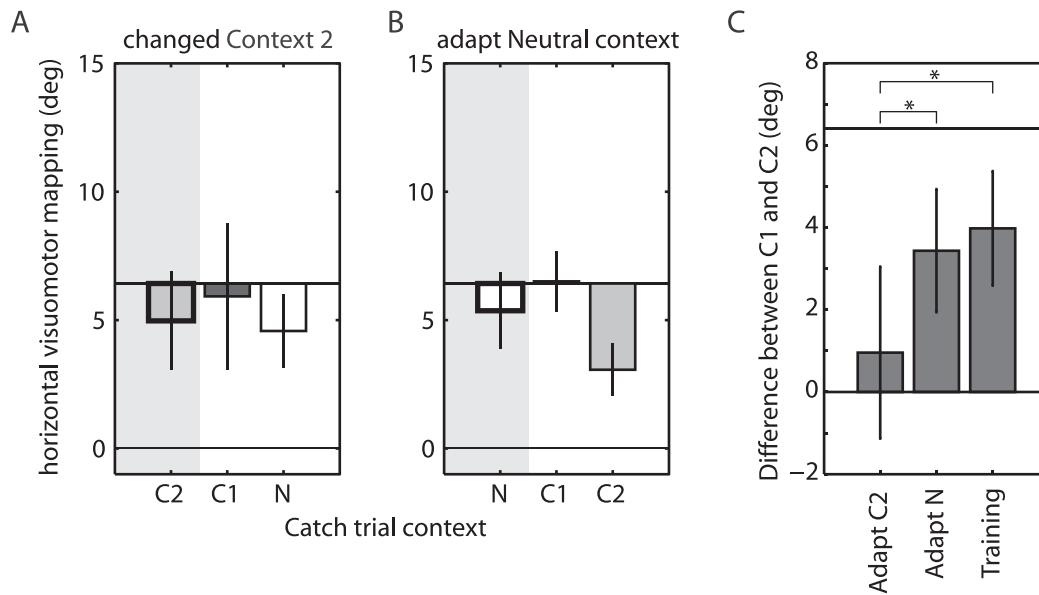 A
changed Context 2
15
10
5
0
horizontal visuomotor mapping (deg)
C2 C1 N
B
adapt Neutral context
15
10
5
0
N C1 C2
Catch trial context
C
8
6
4
2
0
−2
Difference between C1 and C2 (deg)
*
*
Adapt C2
Adapt N
Training